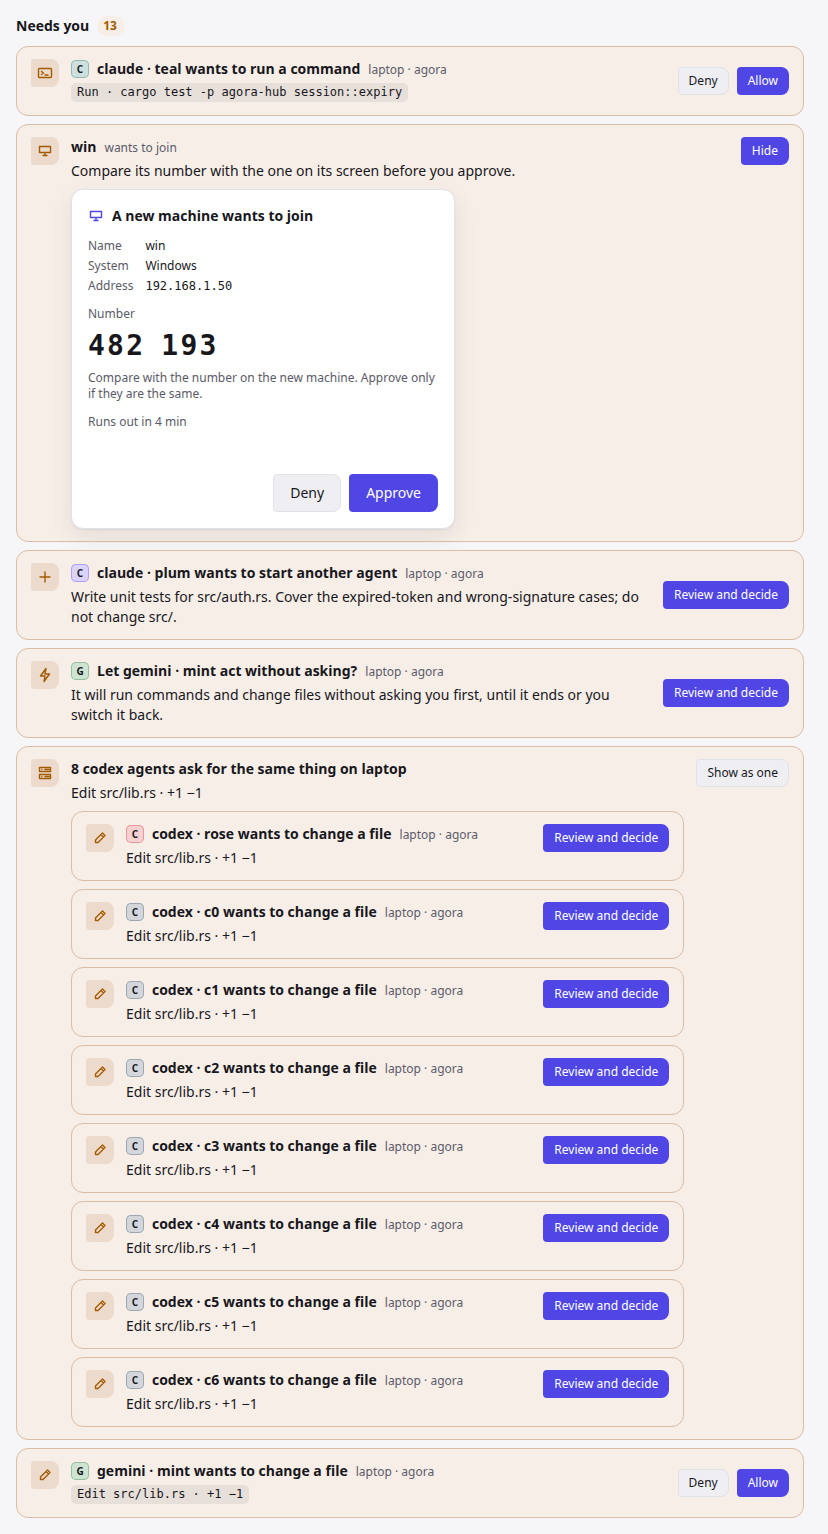 Needs you 13
C claude · teal wants to run a command laptop · agora
Run · cargo test -p agora-hub session::expiry
Deny Allow
win wants to join
Hide
Compare its number with the one on its screen before you approve.
A new machine wants to join
Name win
System Windows
Address 192.168.1.50
Number
482 193
Compare with the number on the new machine. Approve only
if they are the same.
Runs out in 4 min
Deny Approve
C claude · plum wants to start another agent laptop · agora
Write unit tests for src/auth.rs. Cover the expired-token and wrong-signature cases; do
not change src/.
Review and decide
G Let gemini · mint act without asking? laptop · agora
It will run commands and change files without asking you first, until it ends or you
switch it back.
Review and decide
8 codex agents ask for the same thing on laptop
Show as one
Edit src/lib.rs · +1 −1
C codex · rose wants to change a file laptop · agora
Review and decide
Edit src/lib.rs · +1 −1
C codex · c0 wants to change a file laptop · agora
Review and decide
Edit src/lib.rs · +1 −1
C codex · c1 wants to change a file laptop · agora
Review and decide
Edit src/lib.rs · +1 −1
C codex · c2 wants to change a file laptop · agora
Review and decide
Edit src/lib.rs · +1 −1
C codex · c3 wants to change a file laptop · agora
Review and decide
Edit src/lib.rs · +1 −1
C codex · c4 wants to change a file laptop · agora
Review and decide
Edit src/lib.rs · +1 −1
C codex · c5 wants to change a file laptop · agora
Review and decide
Edit src/lib.rs · +1 −1
C codex · c6 wants to change a file laptop · agora
Review and decide
Edit src/lib.rs · +1 −1
G gemini · mint wants to change a file laptop · agora
Edit src/lib.rs · +1 −1
Deny Allow